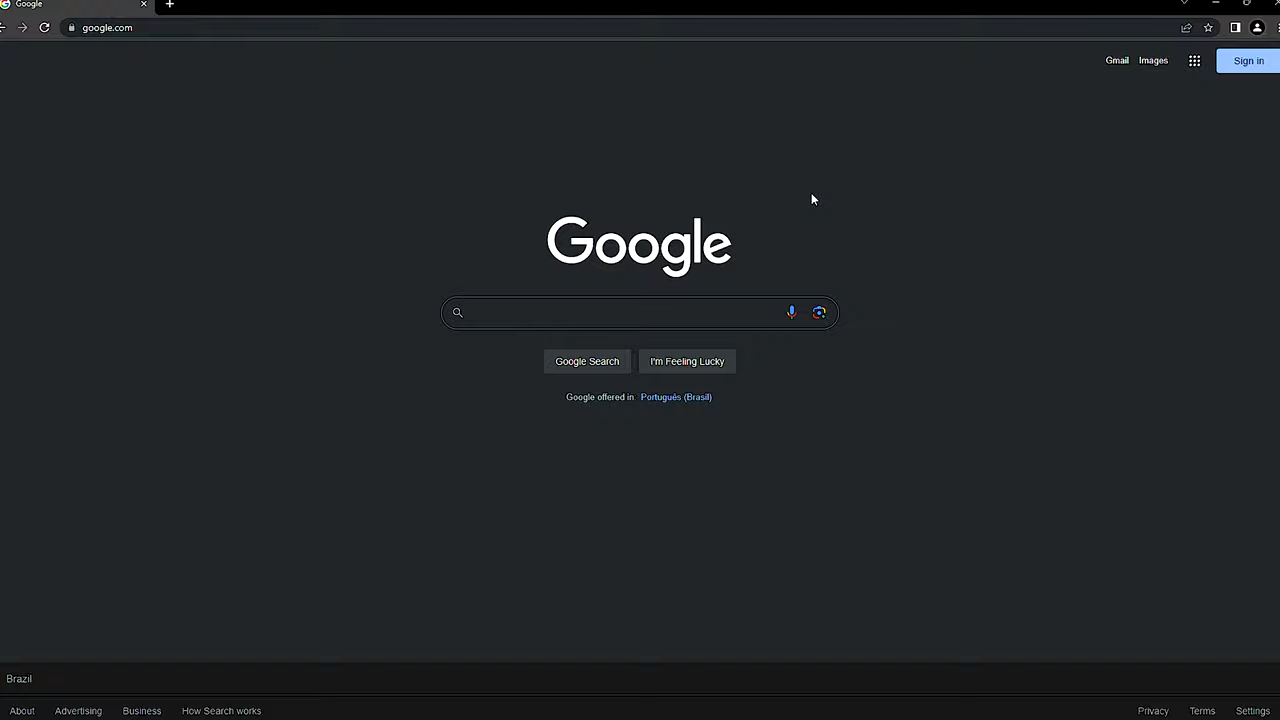 Google
google.com
Gmail Images Sign in
Google
Google Search I'm Feeling Lucky
Google offered in Português (Brasil)
Brazil
About Advertising Business How Search works Privacy Terms Settings